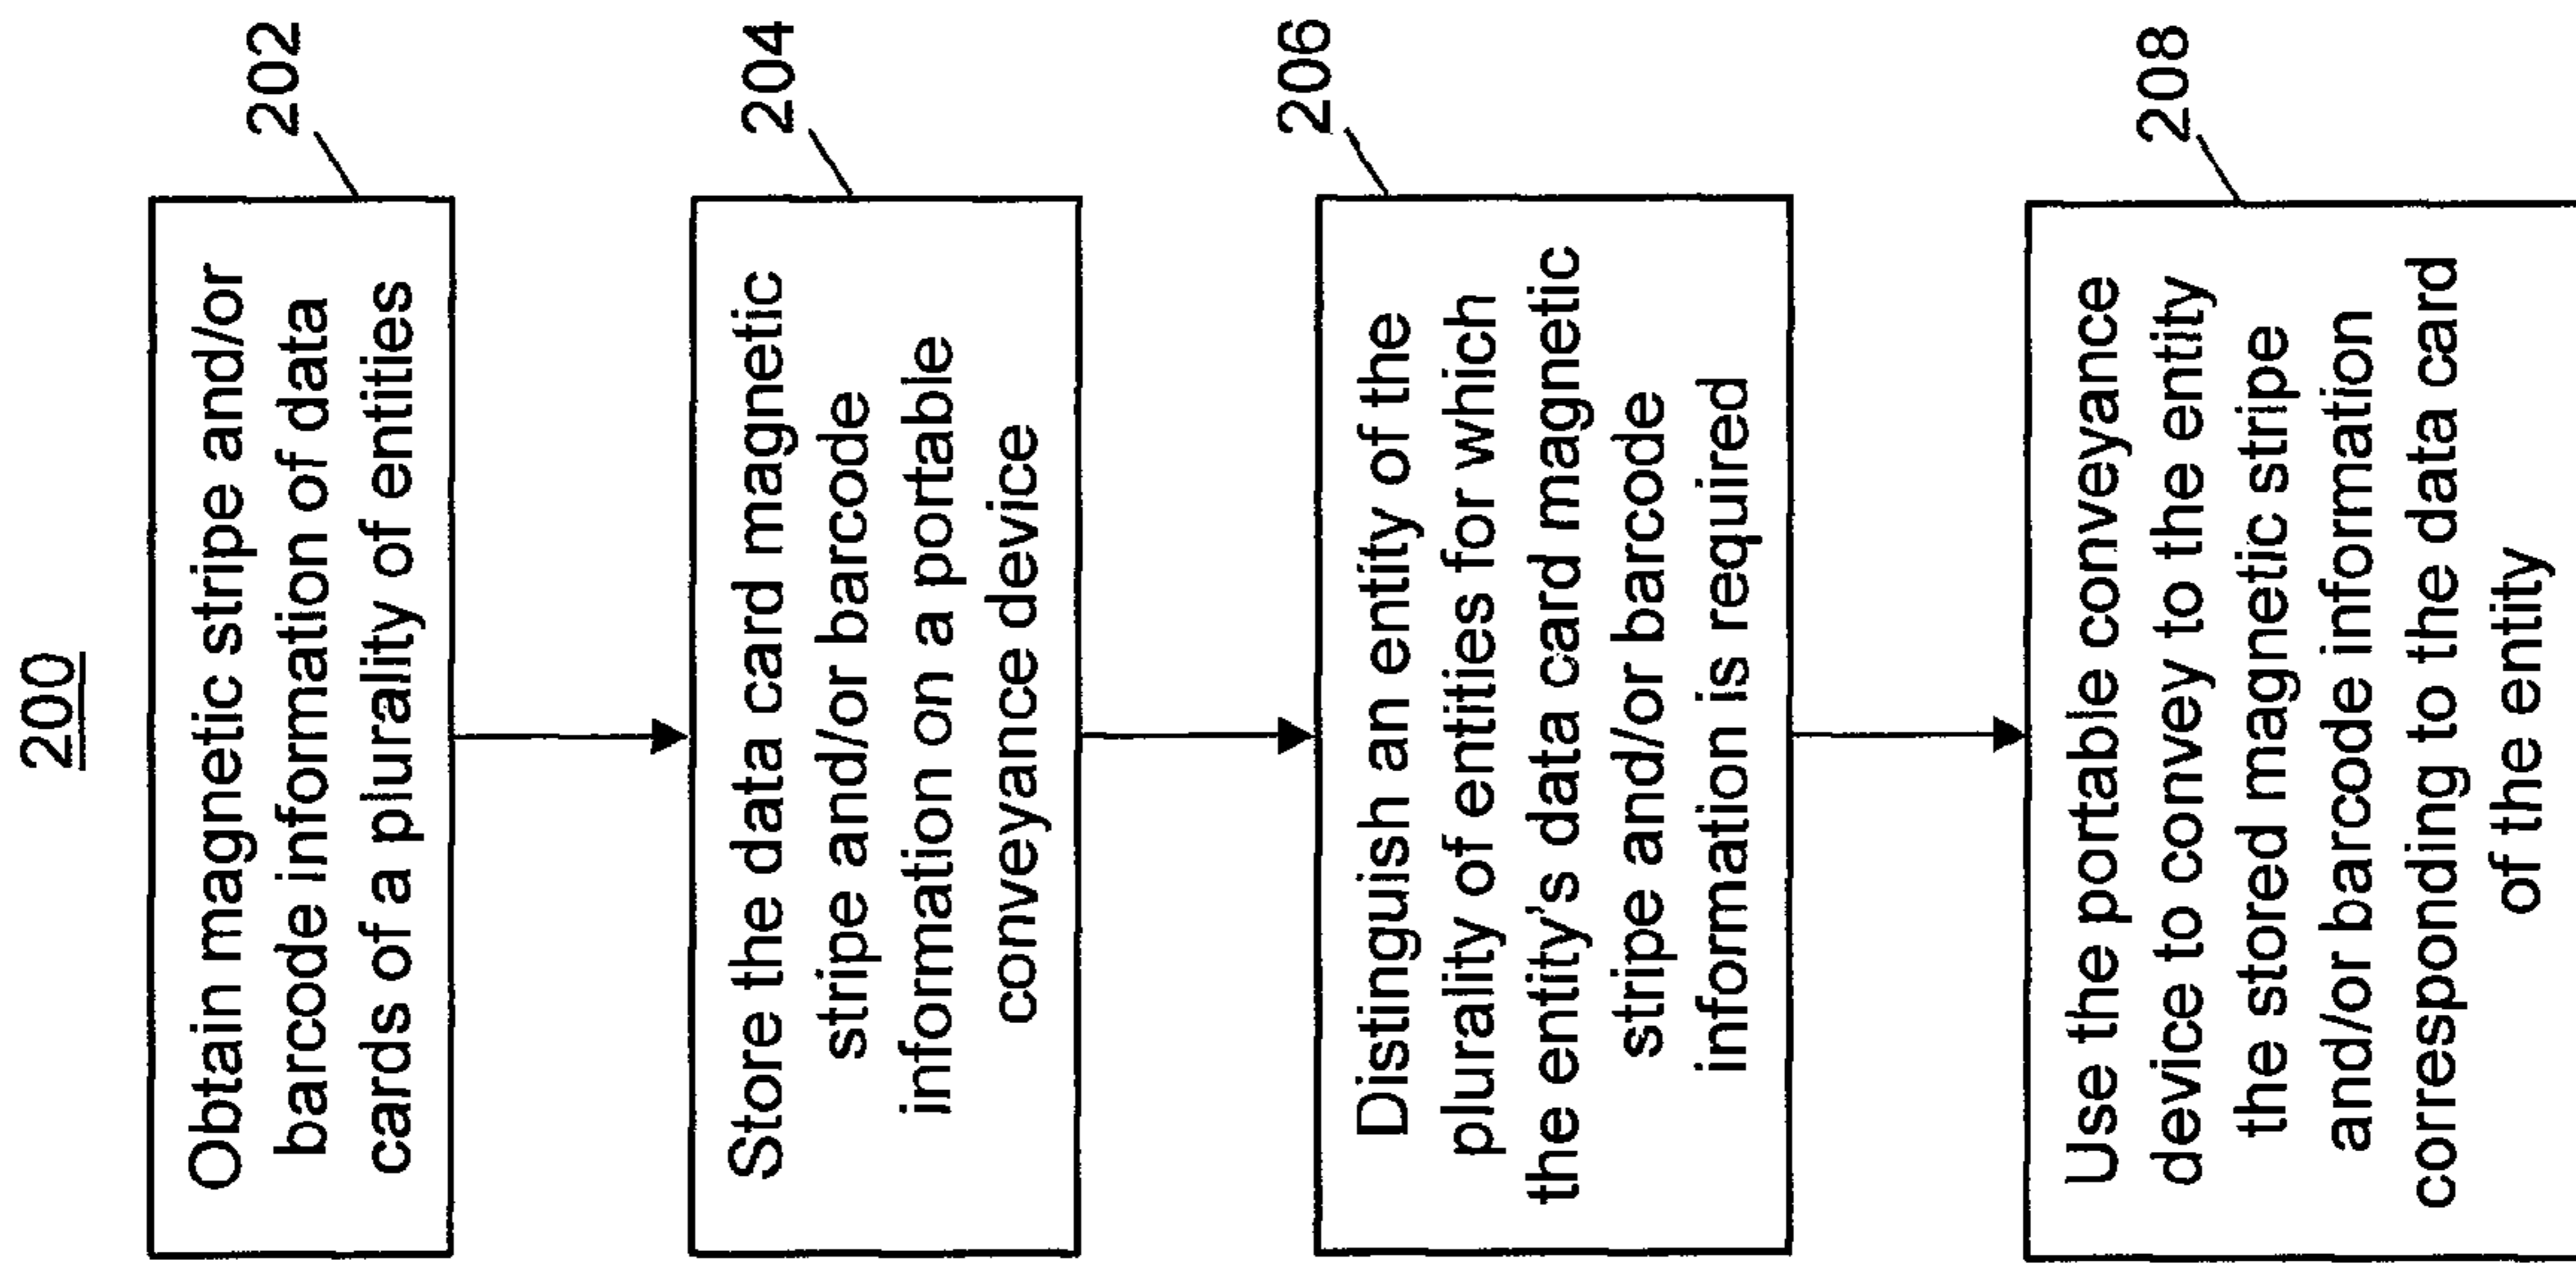 200
Obtain magnetic stripe and/or
barcode information of data
cards of a plurality of entities
202
Store the data card magnetic
stripe and/or barcode
information on a portable
conveyance device
204
Distinguish an entity of the
plurality of entities for which
the entity's data card magnetic
stripe and/or barcode
information is required
206
Use the portable conveyance
device to convey to the entity
the stored magnetic stripe
and/or barcode information
corresponding to the data card
of the entity
208